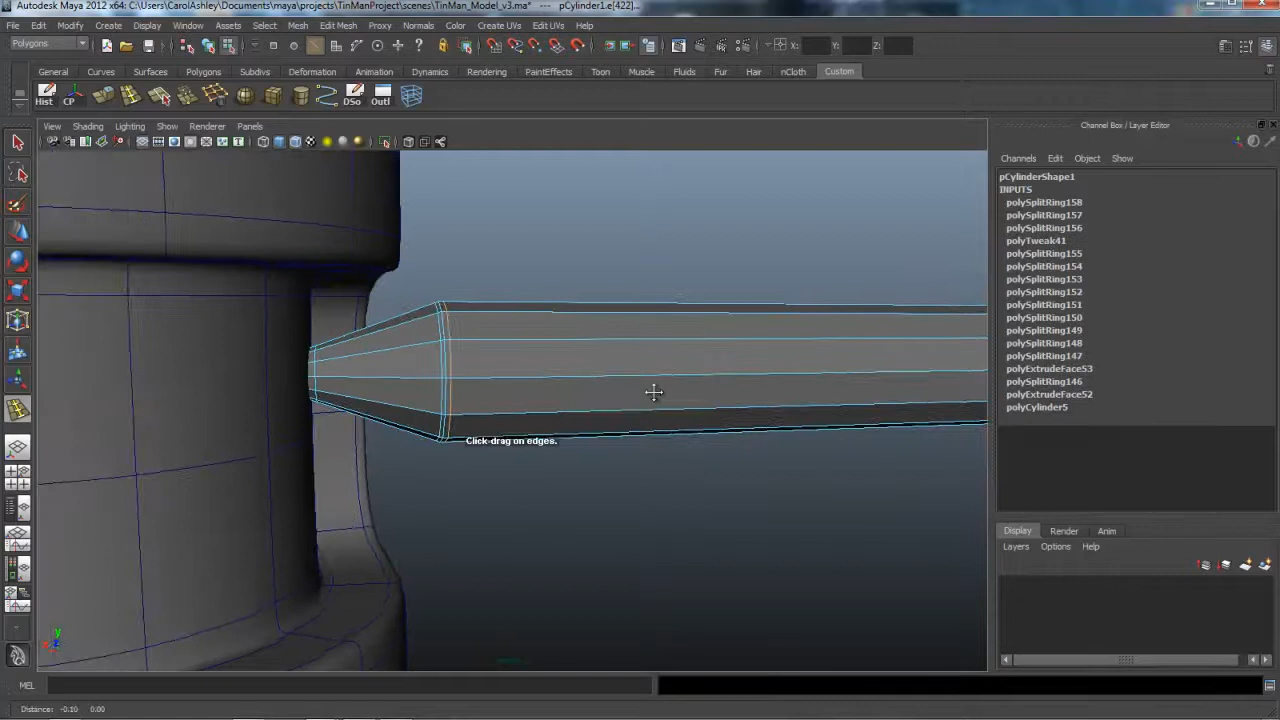 Autodesk Maya 2012 x64: C:\Users\CarolAshley\Documents\maya\projects\TinManProject\scenes\TinMan_Model_v3.ma* --- pCylinder1.e[422]...
File Edit Modify Create Display Window Assets Select Mesh Edit Mesh Proxy Normals Color Create UVs Edit UVs Help
Polygons X: Y: Z:
General Curves Surfaces Polygons Subdivs Deformation Animation Dynamics Rendering PaintEffects Toon Muscle Fluids Fur Hair nCloth Custom
Hist CP DSo Outl
View Shading Lighting Show Renderer Panels
Channel Box / Layer Editor
Channels Edit Object Show
pCylinderShape1
INPUTS
polySplitRing158
polySplitRing157
polySplitRing156
polyTweak41
polySplitRing155
polySplitRing154
polySplitRing153
polySplitRing152
polySplitRing151
polySplitRing150
polySplitRing149
polySplitRing148
polySplitRing147
polyExtrudeFace53
polySplitRing146
polyExtrudeFace52
polyCylinder5
Click-drag on edges.
Display Render Anim
Layers Options Help
y
MEL
Distance: -0.10 0.00